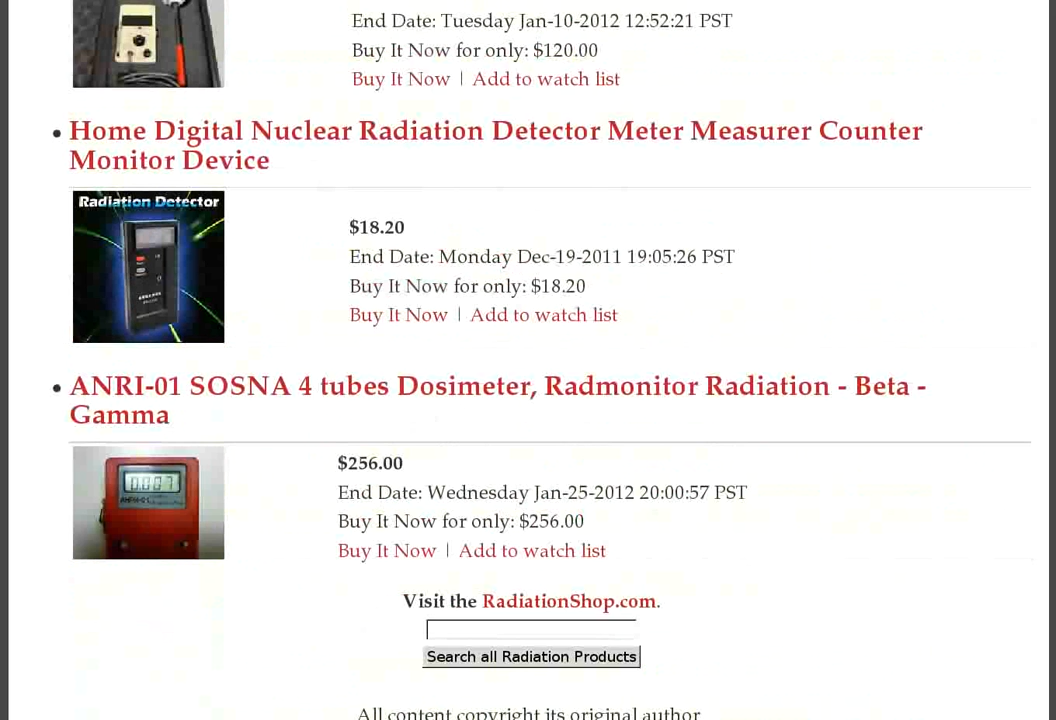 End Date: Tuesday Jan-10-2012 12:52:21 PST
Buy It Now for only: $120.00
Buy It Now | Add to watch list
Home Digital Nuclear Radiation Detector Meter Measurer Counter
Monitor Device
Radiation Detector
$18.20
End Date: Monday Dec-19-2011 19:05:26 PST
Buy It Now for only: $18.20
Buy It Now | Add to watch list
ANRI-01 SOSNA 4 tubes Dosimeter, Radmonitor Radiation - Beta -
Gamma
0.007
$256.00
End Date: Wednesday Jan-25-2012 20:00:57 PST
Buy It Now for only: $256.00
Buy It Now | Add to watch list
Visit the RadiationShop.com.
Search all Radiation Products
All content copyright its original author